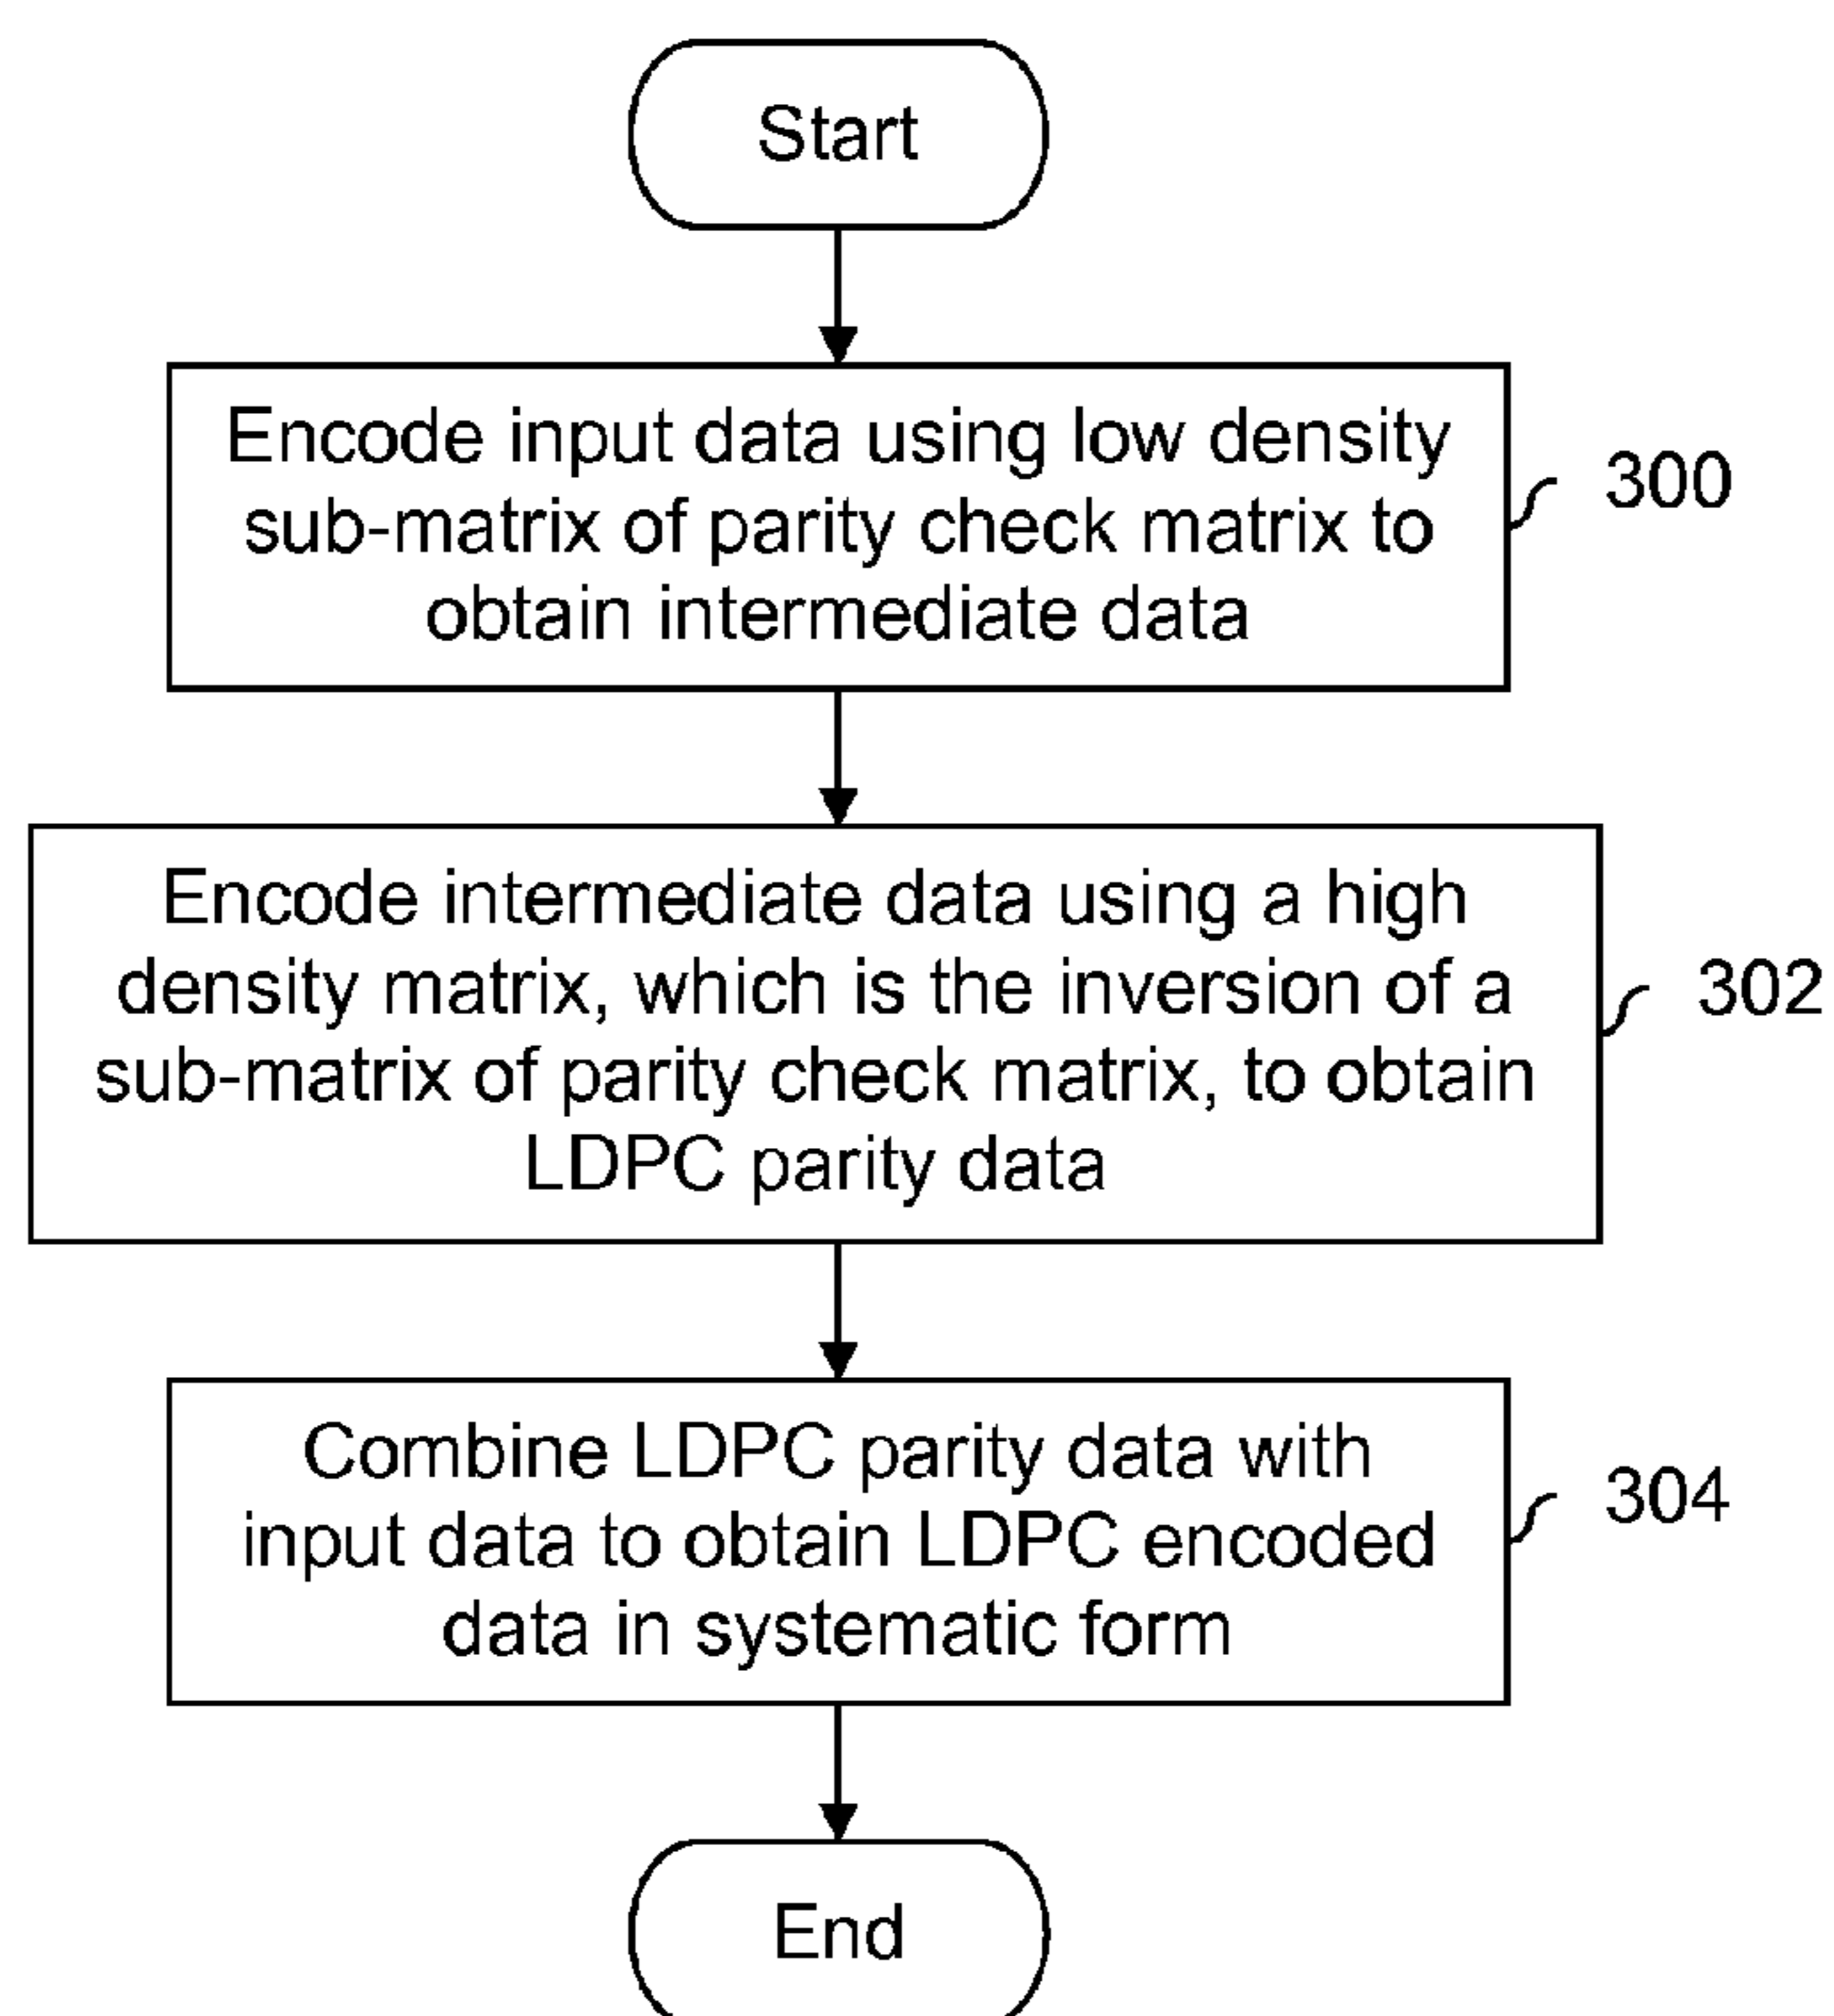 Start
Encode input data using low density
sub-matrix of parity check matrix to
obtain intermediate data
300
Encode intermediate data using a high
density matrix, which is the inversion of a
sub-matrix of parity check matrix, to obtain
LDPC parity data
302
Combine LDPC parity data with
input data to obtain LDPC encoded
data in systematic form
304
End